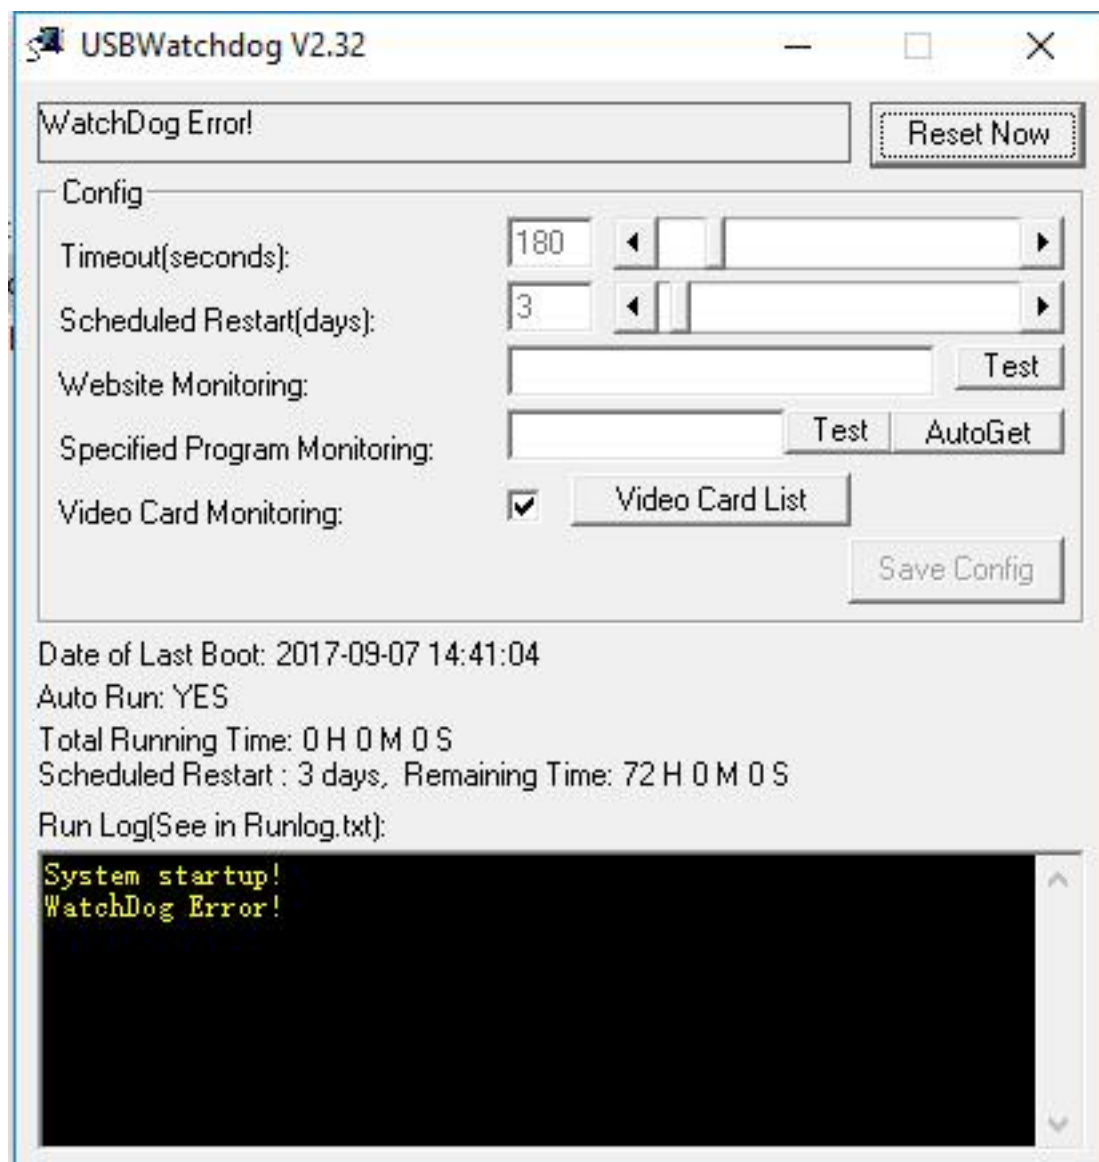 USBWatchdog V2.32
WatchDog Error!
Reset Now
Config
Timeout(seconds):
180
Scheduled Restart(days):
3
Website Monitoring:
Test
Specified Program Monitoring:
Test
AutoGet
Video Card Monitoring:
Video Card List
Save Config
Date of Last Boot: 2017-09-07 14:41:04
Auto Run: YES
Total Running Time: 0 H 0 M 0 S
Scheduled Restart : 3 days,  Remaining Time: 72 H 0 M 0 S
Run Log(See in Runlog.txt):
System startup!
WatchDog Error!